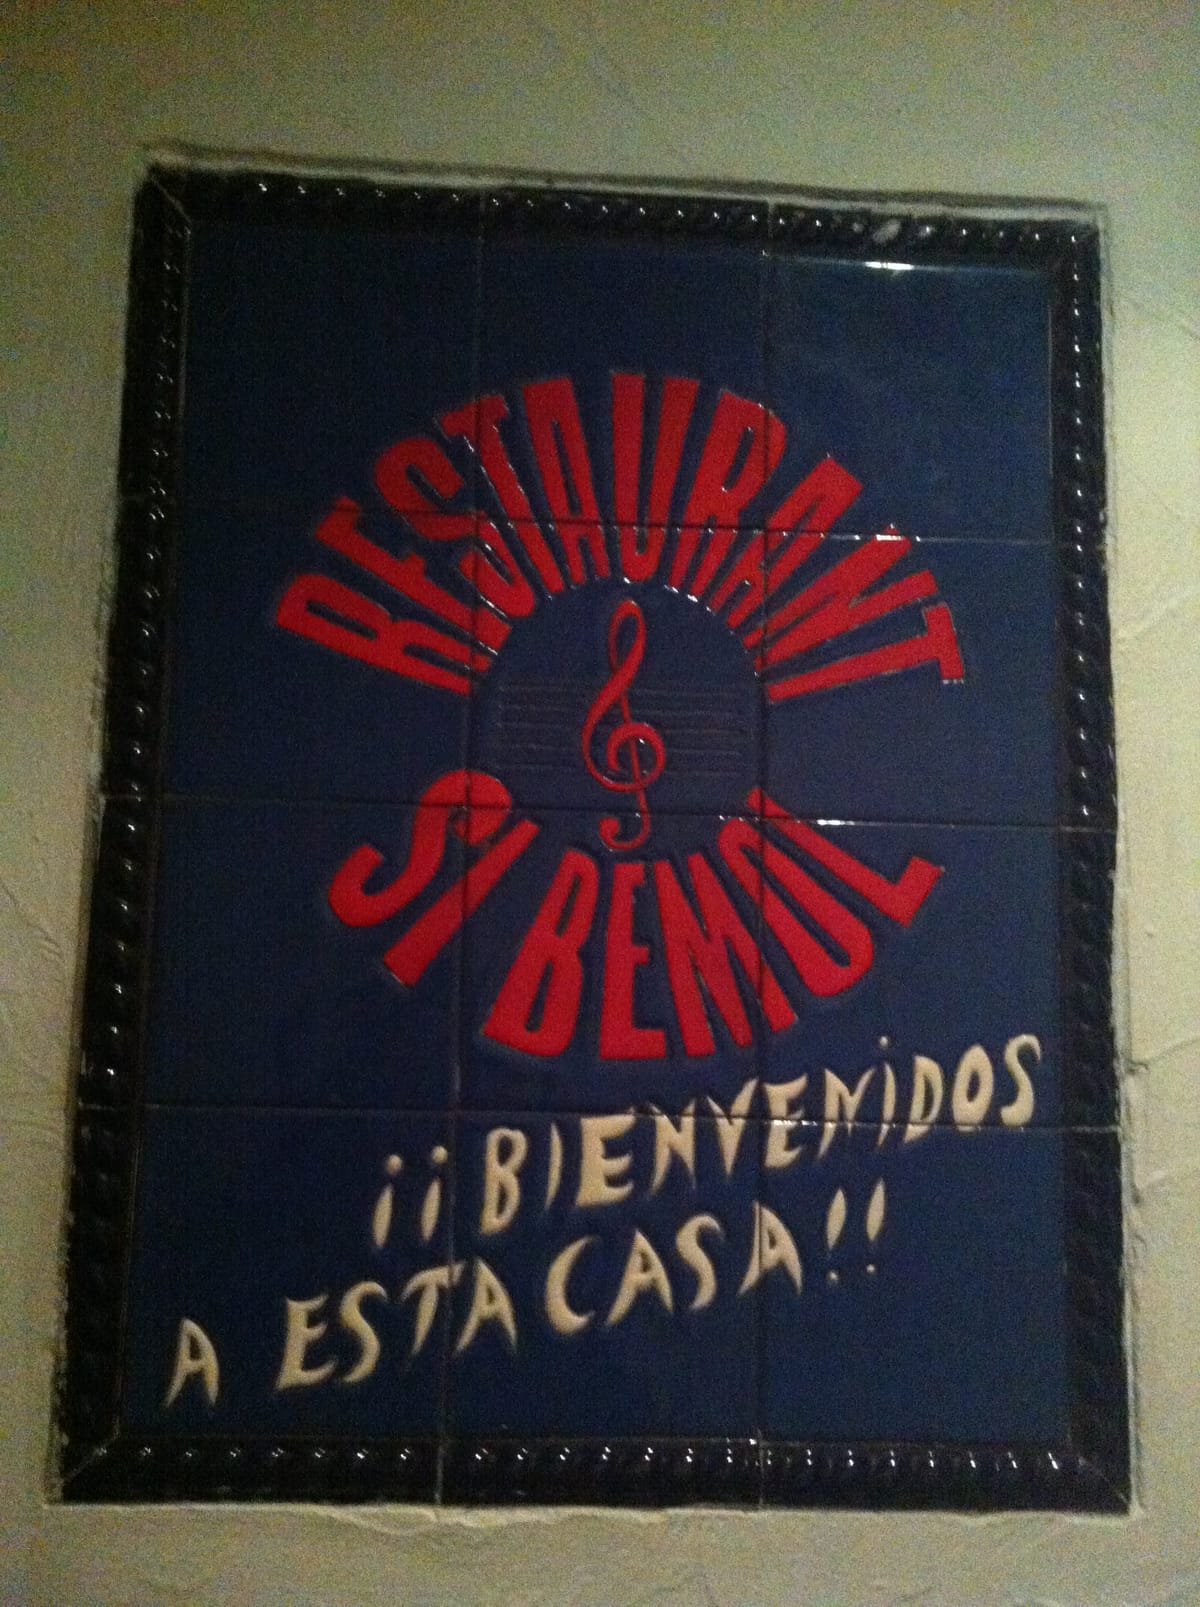 RESTAURANT
SI BEMOL
¡¡BIENVENIDOS
A ESTA CASA!!